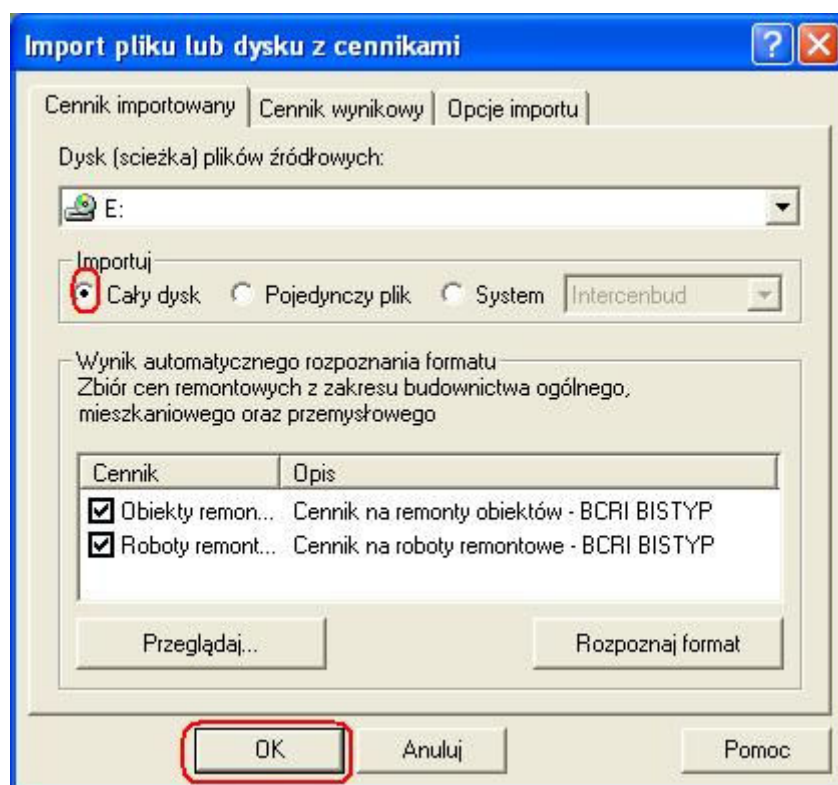 Import pliku lub dysku z cennikami
Cennik importowany Cennik wynikowy Opcje importu
Dysk (scieżka) plików źródłowych:
E:
Importuj
Cały dysk Pojedynczy plik System Intercenbud
Wynik automatycznego rozpoznania formatu
Zbiór cen remontowych z zakresu budownictwa ogólnego,
mieszkaniowego oraz przemysłowego
Cennik Opis
Obiekty remon... Cennik na remonty obiektów - BCRI BISTYP
Roboty remont... Cennik na roboty remontowe - BCRI BISTYP
Przeglądaj... Rozpoznaj format
OK Anuluj Pomoc